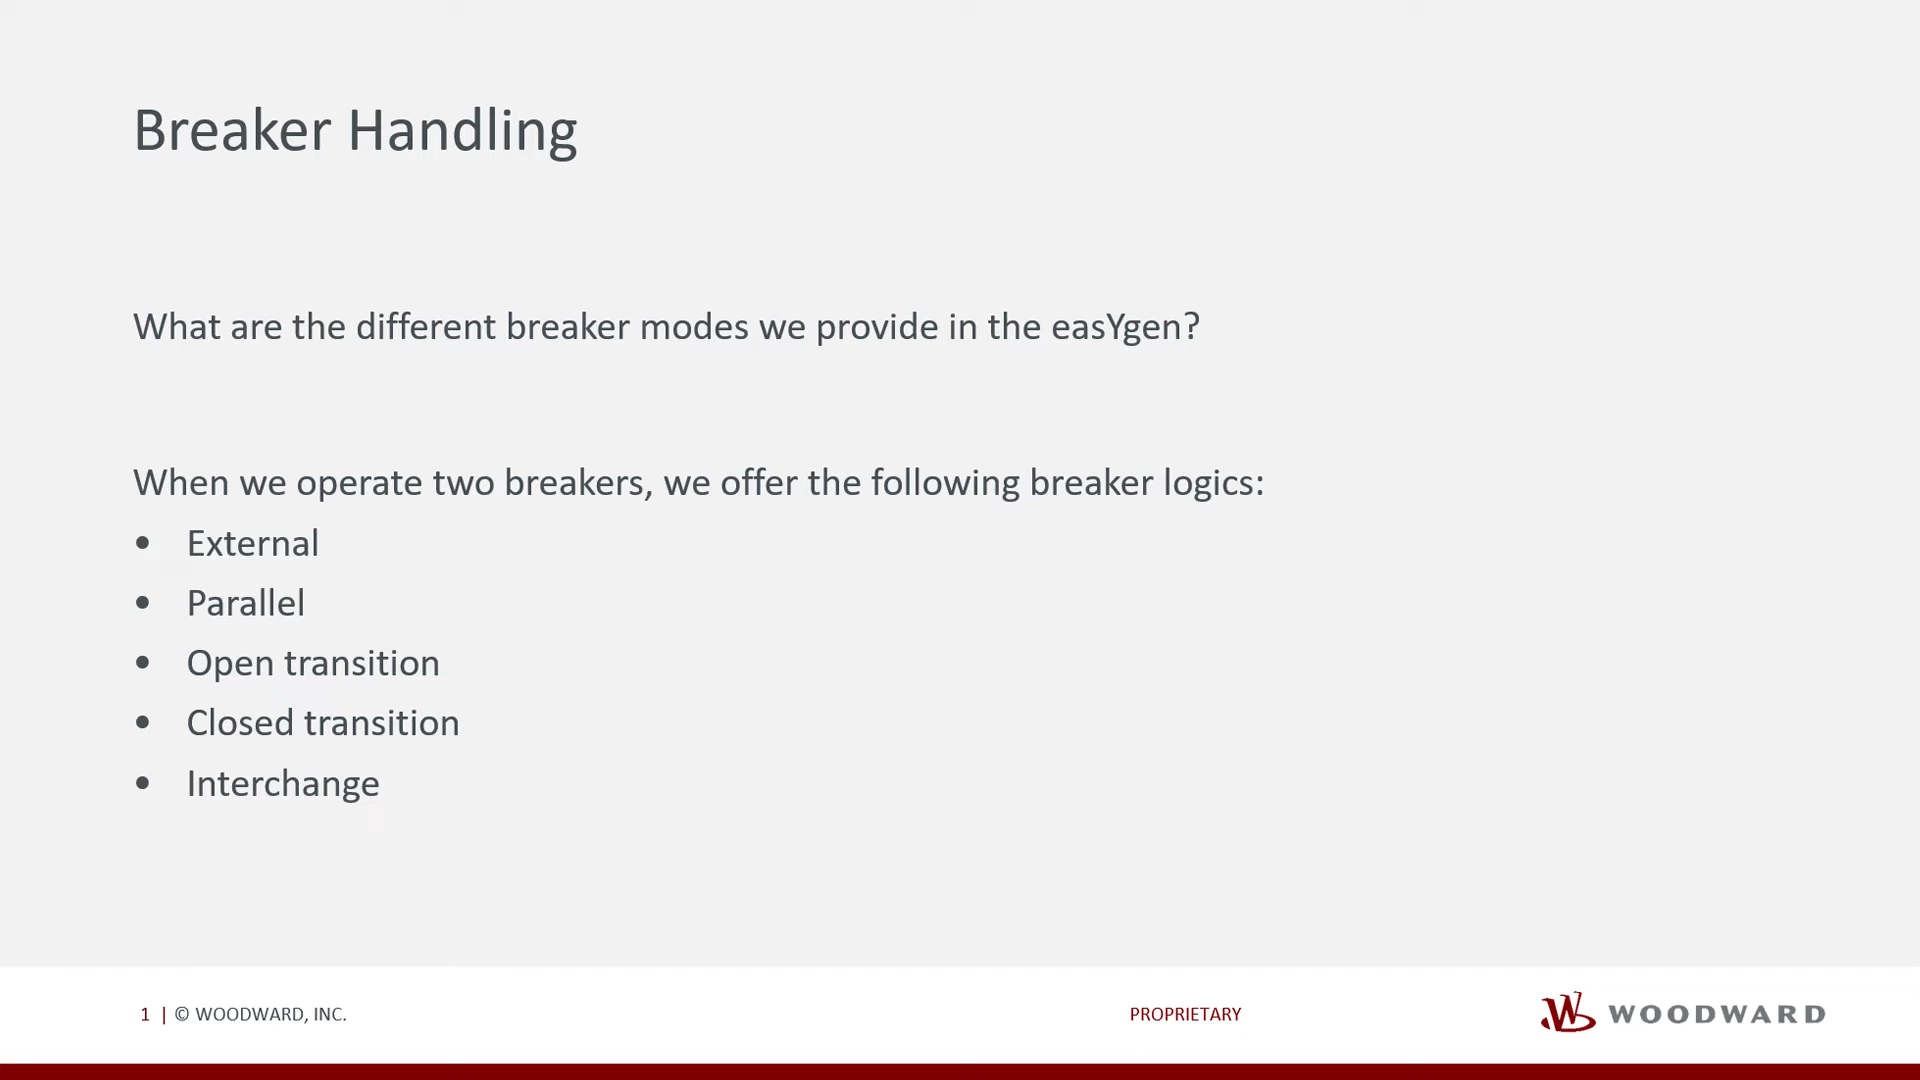 Breaker Handling
What are the different breaker modes we provide in the easYgen?
When we operate two breakers, we offer the following breaker logics:
• External
• Parallel
• Open transition
• Closed transition
• Interchange
1 | © WOODWARD, INC.
PROPRIETARY
WOODWARD